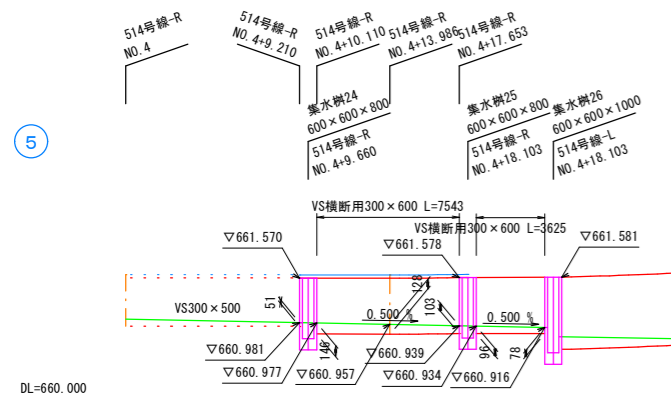 514号線-R
NO.4
514号線-R
NO.4+9.210
514号線-R
NO.4+10.110
514号線-R
NO.4+13.986
514号線-R
NO.4+17.653
集水桝24
600×600×800
514号線-R
NO.4+9.660
集水桝25
600×600×800
514号線-R
NO.4+18.103
集水桝26
600×600×1000
514号線-L
NO.4+18.103
5
VS横断用300×600 L=7543
VS横断用300×600 L=3625
▽661.570
▽661.578
▽661.581
VS300×500
51
128
103
0.500 %
0.500 %
146
96
78
▽660.981
▽660.939
▽660.977
▽660.957
▽660.934
▽660.916
DL=660.000